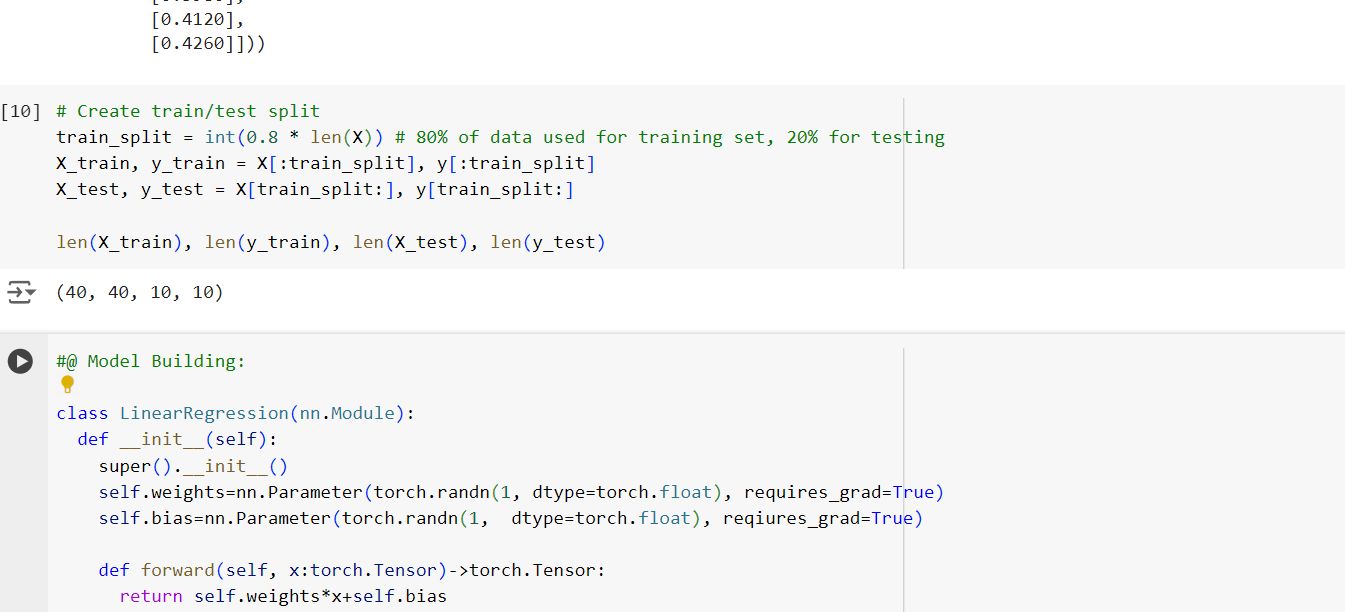 [0.4120],
[0.4260]]))
[10] # Create train/test split
train_split = int(0.8 * len(X)) # 80% of data used for training set, 20% for testing
X_train, y_train = X[:train_split], y[:train_split]
X_test, y_test = X[train_split:], y[train_split:]
len(X_train), len(y_train), len(X_test), len(y_test)
(40, 40, 10, 10)
#@ Model Building:
class LinearRegression(nn.Module):
def __init__(self):
super().__init__()
self.weights=nn.Parameter(torch.randn(1, dtype=torch.float), requires_grad=True)
self.bias=nn.Parameter(torch.randn(1,  dtype=torch.float), reqiures_grad=True)
def forward(self, x:torch.Tensor)->torch.Tensor:
return self.weights*x+self.bias